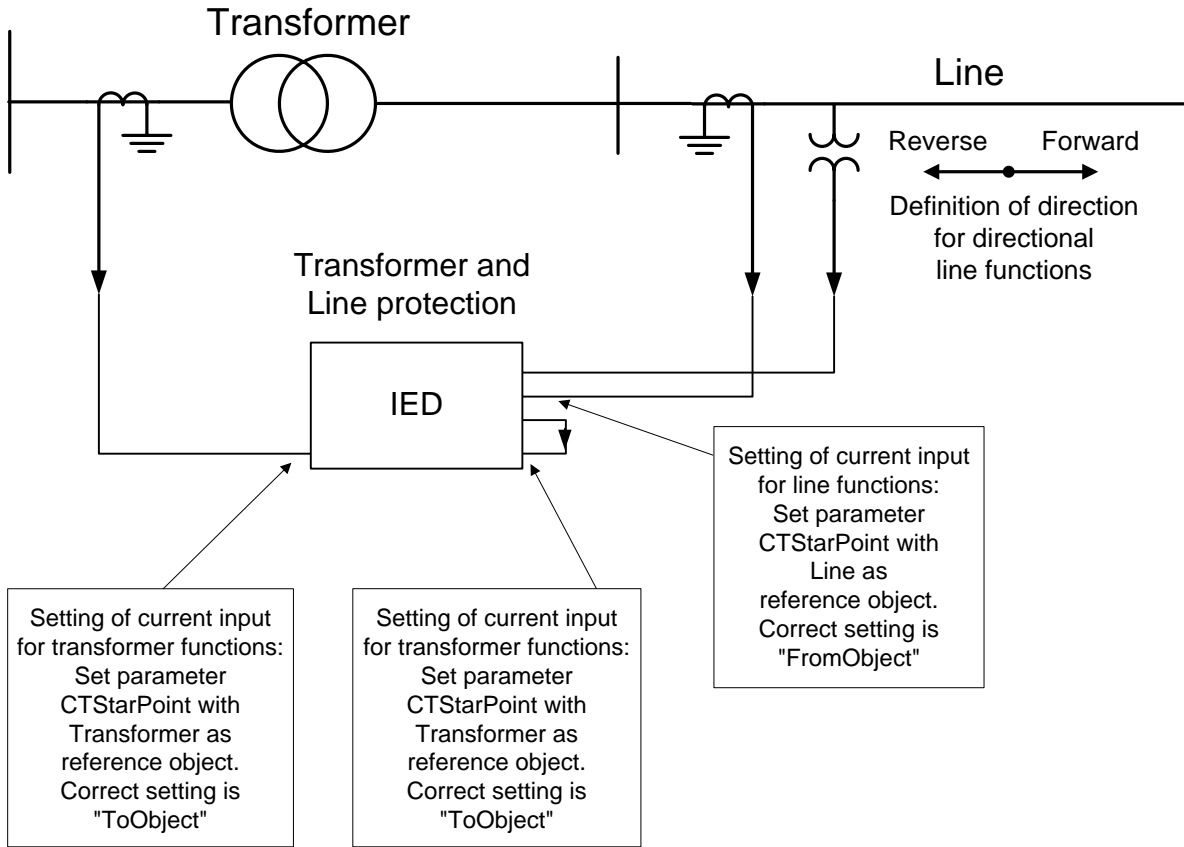 Transformer
Line
Reverse
Forward
Definition of direction
for directional
line functions
Transformer and
Line protection
IED
Setting of current input
for line functions:
Set parameter
CTStarPoint with
Line as
reference object.
Correct setting is
"FromObject"
Setting of current input
for transformer functions:
Set parameter
CTStarPoint with
Transformer as
reference object.
Correct setting is
"ToObject"
Setting of current input
for transformer functions:
Set parameter
CTStarPoint with
Transformer as
reference object.
Correct setting is
"ToObject"